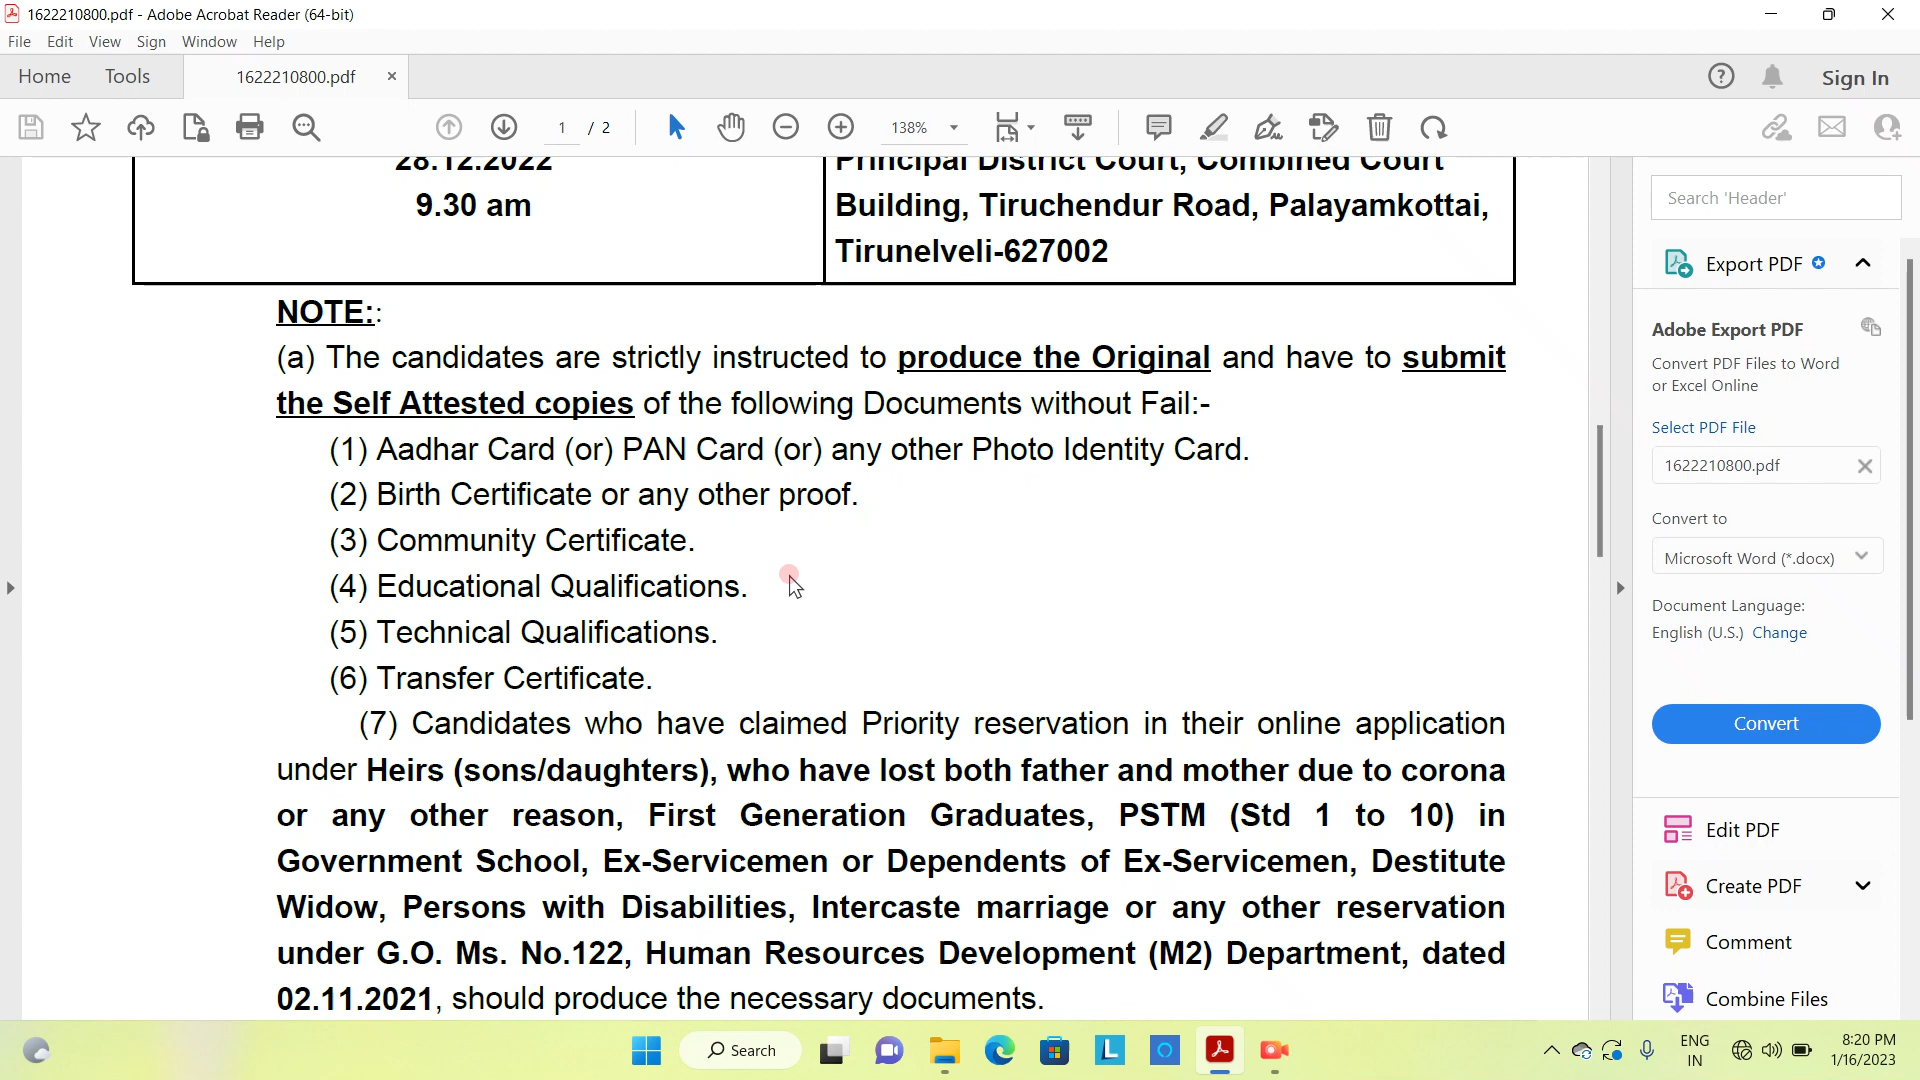 1622210800.pdf - Adobe Acrobat Reader (64-bit)
File Edit View Sign Window Help
Home Tools 1622210800.pdf × Sign In
1 / 2 138%
28.12.2022
9.30 am
Principal District Court, Combined Court
Building, Tiruchendur Road, Palayamkottai,
Tirunelveli-627002
NOTE::
(a) The candidates are strictly instructed to produce the Original and have to submit
the Self Attested copies of the following Documents without Fail:-
(1) Aadhar Card (or) PAN Card (or) any other Photo Identity Card.
(2) Birth Certificate or any other proof.
(3) Community Certificate.
(4) Educational Qualifications.
(5) Technical Qualifications.
(6) Transfer Certificate.
(7) Candidates who have claimed Priority reservation in their online application
under Heirs (sons/daughters), who have lost both father and mother due to corona
or any other reason, First Generation Graduates, PSTM (Std 1 to 10) in
Government School, Ex-Servicemen or Dependents of Ex-Servicemen, Destitute
Widow, Persons with Disabilities, Intercaste marriage or any other reservation
under G.O. Ms. No.122, Human Resources Development (M2) Department, dated
02.11.2021, should produce the necessary documents.
Search 'Header'
Export PDF
Adobe Export PDF
Convert PDF Files to Word
or Excel Online
Select PDF File
1622210800.pdf
Convert to
Microsoft Word (*.docx)
Document Language:
English (U.S.) Change
Convert
Edit PDF
Create PDF
Comment
Combine Files
Search
ENG
IN
8:20 PM
1/16/2023